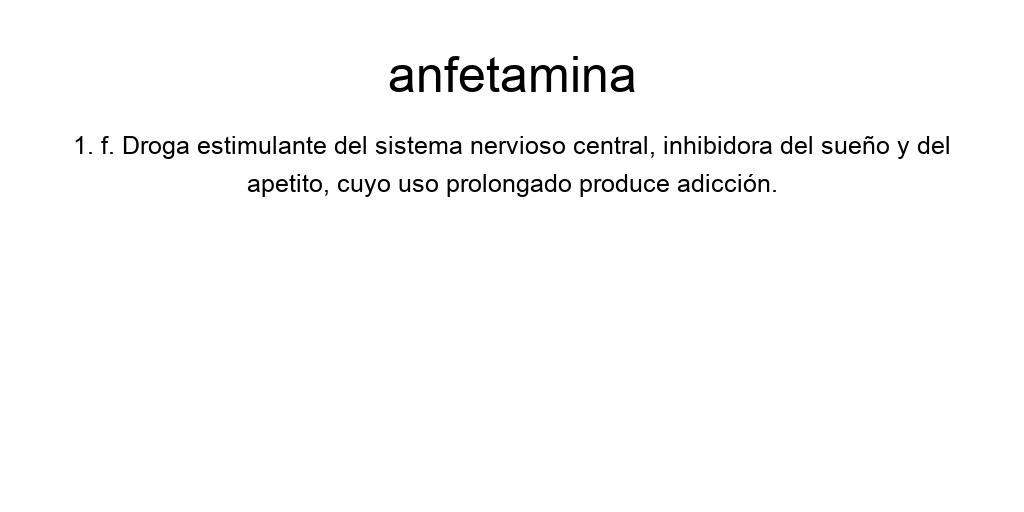 anfetamina
1. f. Droga estimulante del sistema nervioso central, inhibidora del sueño y del
apetito, cuyo uso prolongado produce adicción.